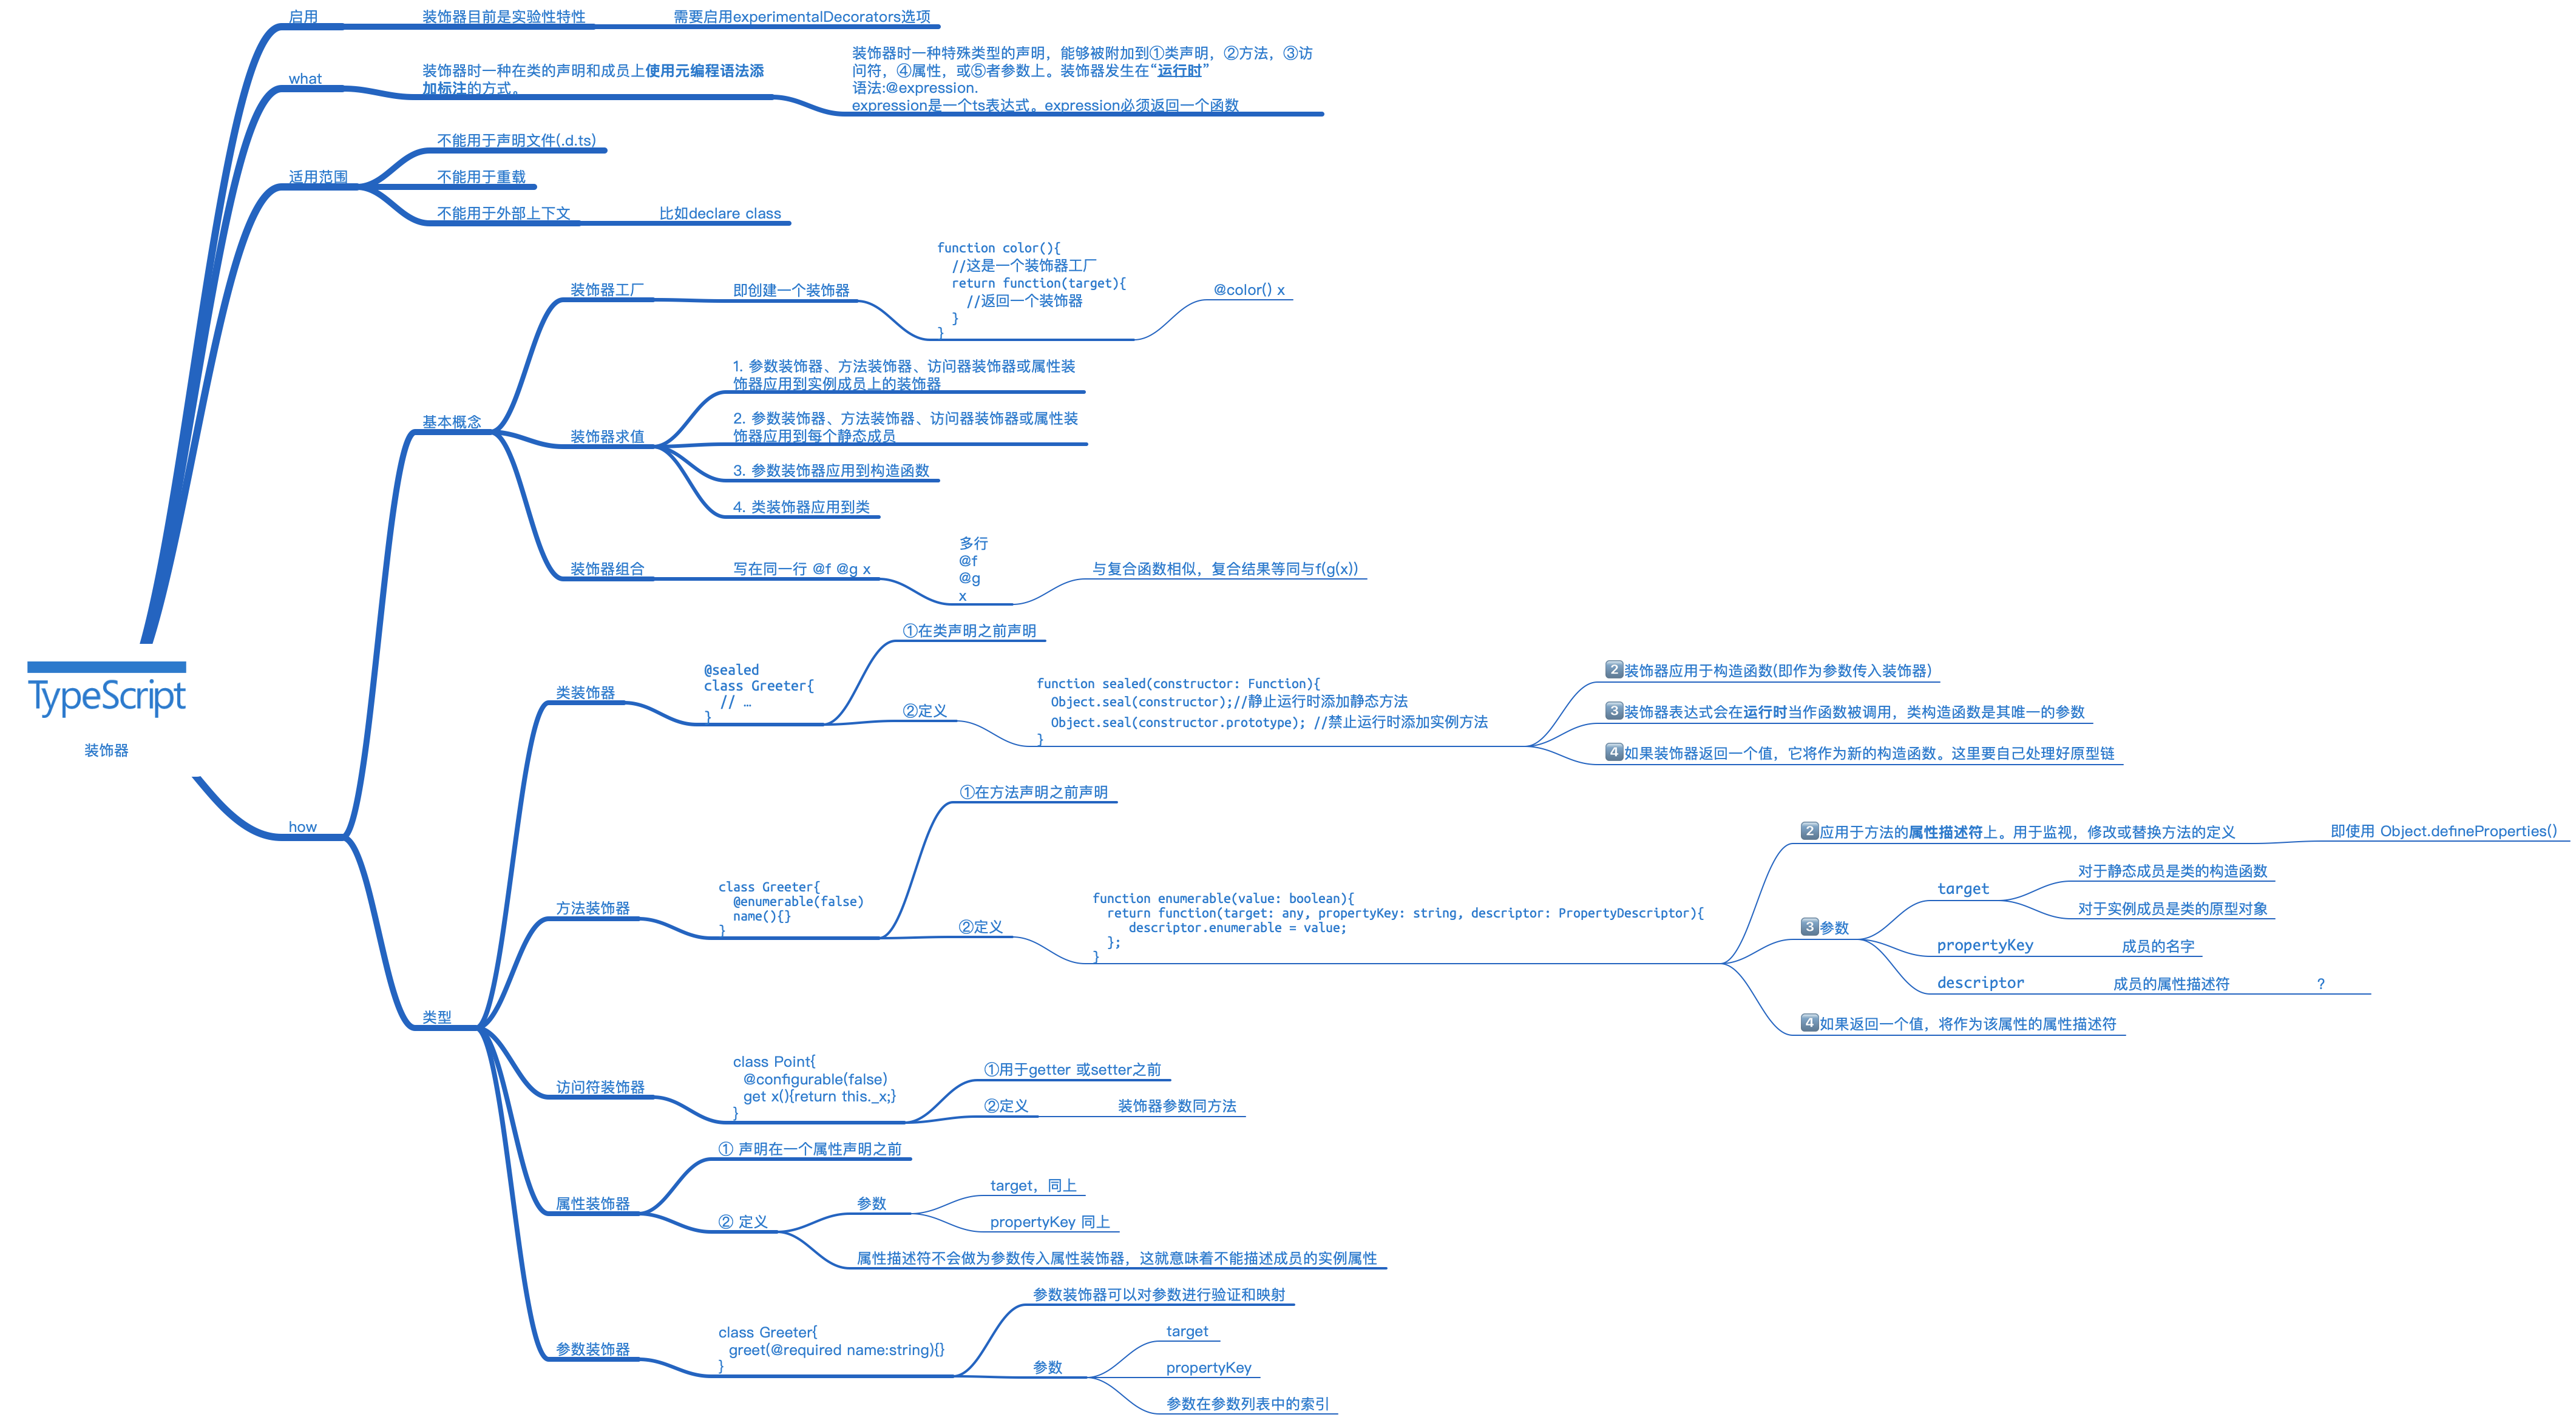 启用
装饰器目前是实验性特性
需要启用experimentalDecorators选项
what
装饰器时一种在类的声明和成员上使用元编程语法添
加标注的方式。
装饰器时一种特殊类型的声明，能够被附加到①类声明，②方法，③访
问符，④属性，或⑤者参数上。装饰器发生在“运行时”
语法:@expression.
expression是一个ts表达式。expression必须返回一个函数
适用范围
不能用于声明文件(.d.ts)
不能用于重载
不能用于外部上下文
比如declare class
TypeScript
装饰器
how
基本概念
装饰器工厂
即创建一个装饰器
function color(){
//这是一个装饰器工厂
return function(target){
//返回一个装饰器
}
}
@color() x
装饰器求值
1. 参数装饰器、方法装饰器、访问器装饰器或属性装
饰器应用到实例成员上的装饰器
2. 参数装饰器、方法装饰器、访问器装饰器或属性装
饰器应用到每个静态成员
3. 参数装饰器应用到构造函数
4. 类装饰器应用到类
装饰器组合
写在同一行 @f @g x
多行
@f
@g
x
与复合函数相似，复合结果等同与f(g(x))
类型
类装饰器
@sealed
class Greeter{
// …
}
①在类声明之前声明
②定义
function sealed(constructor: Function){
Object.seal(constructor);//静止运行时添加静态方法
Object.seal(constructor.prototype); //禁止运行时添加实例方法
}
2 装饰器应用于构造函数(即作为参数传入装饰器)
3 装饰器表达式会在运行时当作函数被调用，类构造函数是其唯一的参数
4 如果装饰器返回一个值，它将作为新的构造函数。这里要自己处理好原型链
方法装饰器
class Greeter{
@enumerable(false)
name(){}
}
①在方法声明之前声明
②定义
function enumerable(value: boolean){
return function(target: any, propertyKey: string, descriptor: PropertyDescriptor){
descriptor.enumerable = value;
};
}
2 应用于方法的属性描述符上。用于监视，修改或替换方法的定义
即使用 Object.defineProperties()
3 参数
target
对于静态成员是类的构造函数
对于实例成员是类的原型对象
propertyKey
成员的名字
descriptor
成员的属性描述符
?
4 如果返回一个值，将作为该属性的属性描述符
访问符装饰器
class Point{
@configurable(false)
get x(){return this._x;}
}
①用于getter 或setter之前
②定义
装饰器参数同方法
属性装饰器
① 声明在一个属性声明之前
② 定义
参数
target，同上
propertyKey 同上
属性描述符不会做为参数传入属性装饰器，这就意味着不能描述成员的实例属性
参数装饰器
class Greeter{
greet(@required name:string){}
}
参数装饰器可以对参数进行验证和映射
参数
target
propertyKey
参数在参数列表中的索引